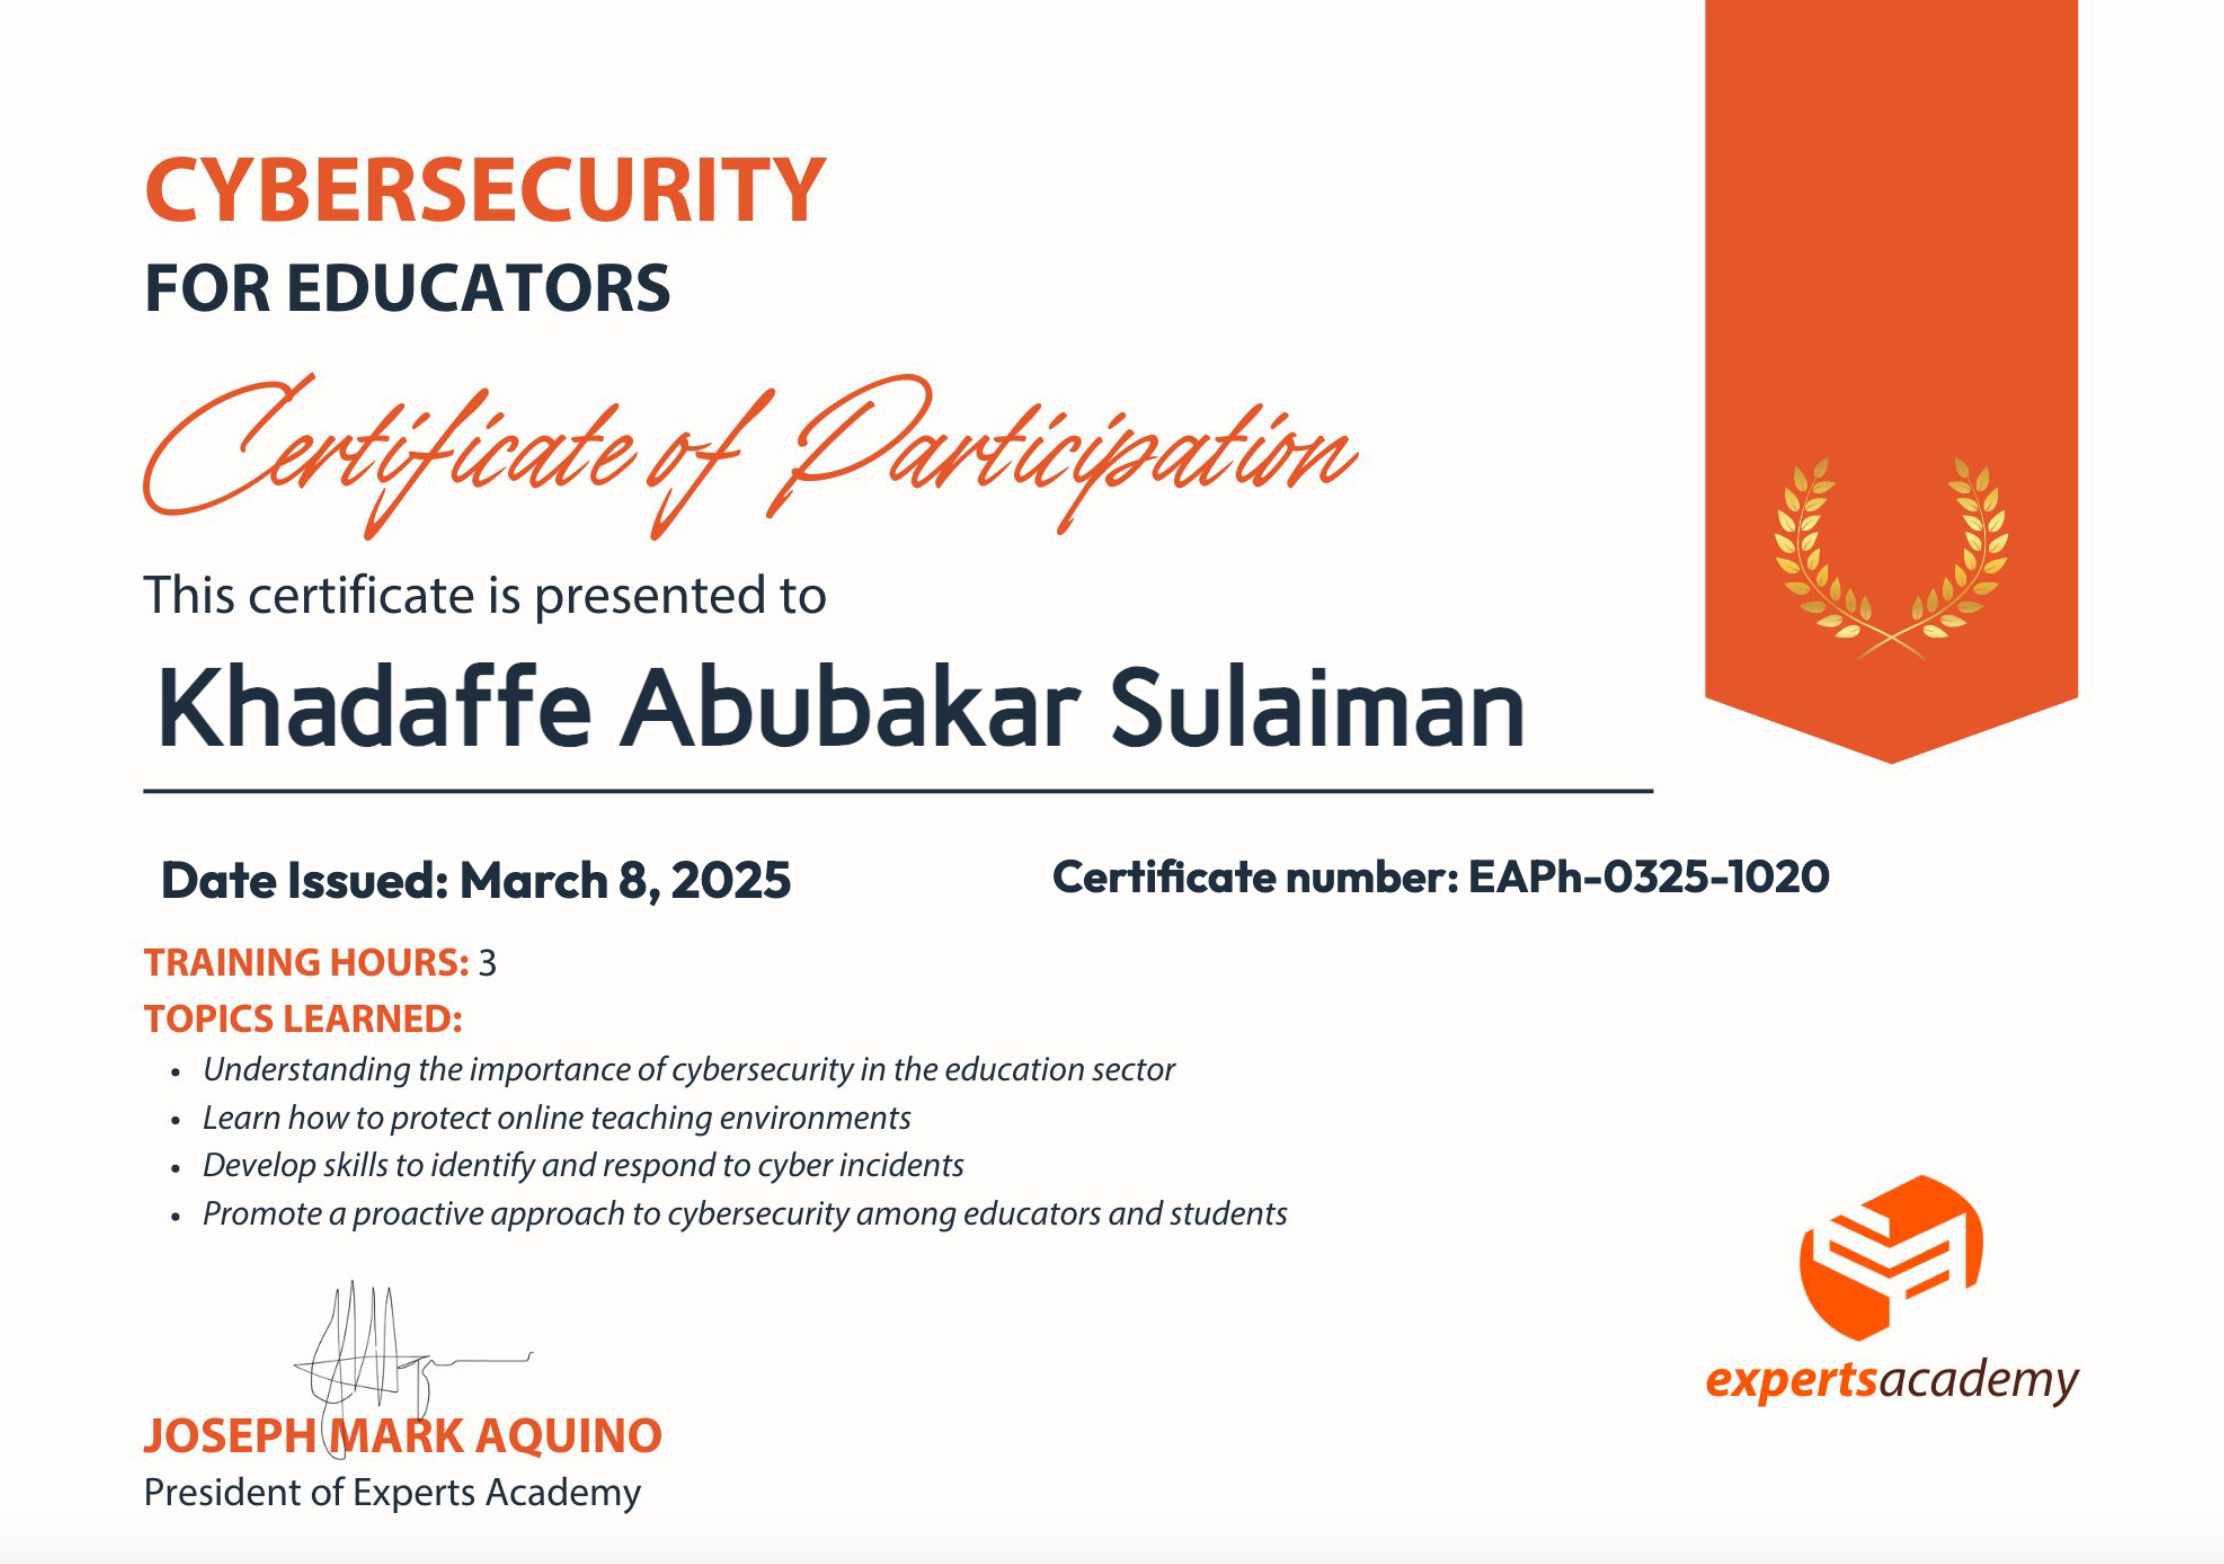 CYBERSECURITY
FOR EDUCATORS
Certificate of Participation
This certificate is presented to
Khadaffe Abubakar Sulaiman
Date Issued: March 8, 2025
Certificate number: EAPh-0325-1020
TRAINING HOURS: 3
TOPICS LEARNED:
• Understanding the importance of cybersecurity in the education sector
• Learn how to protect online teaching environments
• Develop skills to identify and respond to cyber incidents
• Promote a proactive approach to cybersecurity among educators and students
JOSEPH MARK AQUINO
President of Experts Academy
expertsacademy